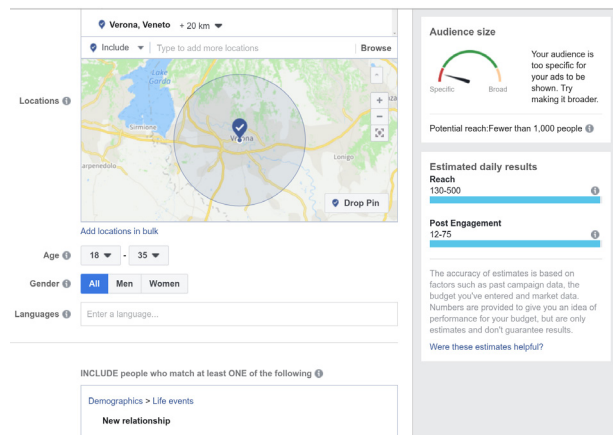 Verona, Veneto + 20 km
Include Type to add more locations Browse
Lake
Garda
Sirmione
Verona
Lonigo
arpenedolo
Drop Pin
Locations
Add locations in bulk
Age 18 - 35
Gender All Men Women
Languages Enter a language...
INCLUDE people who match at least ONE of the following
Demographics > Life events
New relationship
Audience size
Specific Broad
Your audience is
too specific for
your ads to be
shown. Try
making it broader.
Potential reach:Fewer than 1,000 people
Estimated daily results
Reach
130-500
Post Engagement
12-75
The accuracy of estimates is based on
factors such as past campaign data, the
budget you've entered and market data.
Numbers are provided to give you an idea of
performance for your budget, but are only
estimates and don't guarantee results.
Were these estimates helpful?